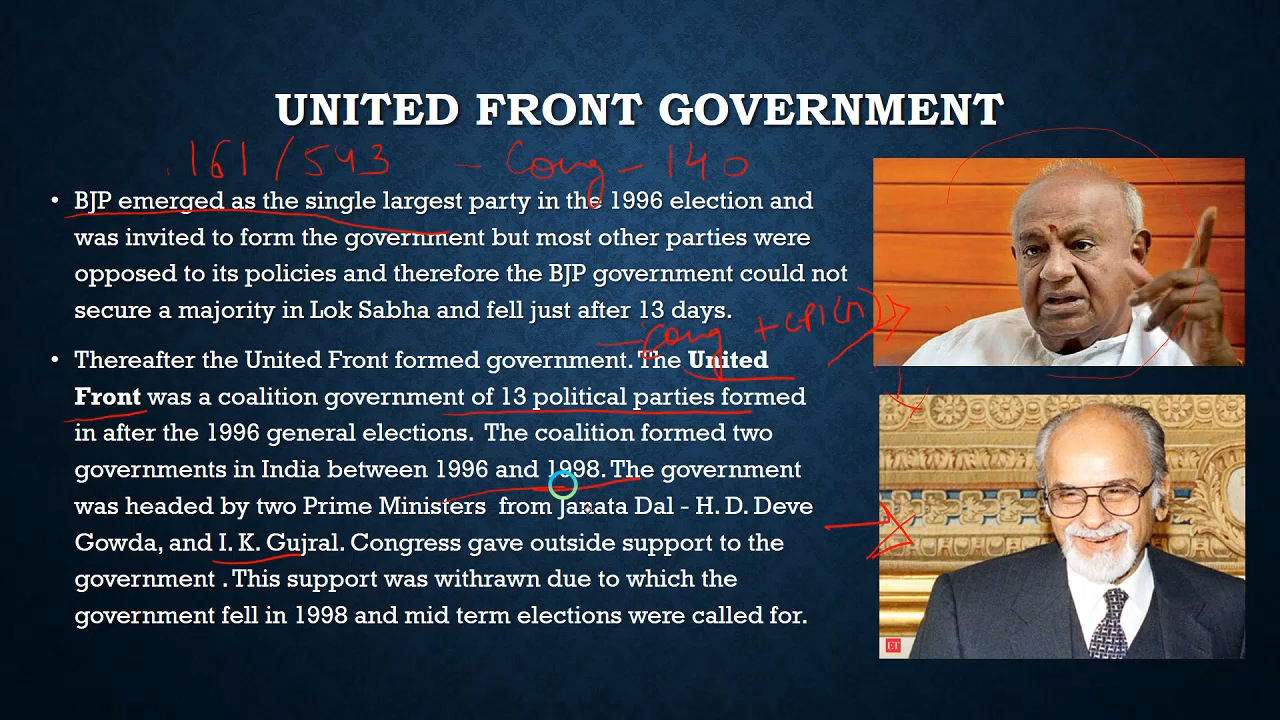 UNITED FRONT GOVERNMENT
161/543 - Cong - 140
• BJP emerged as the single largest party in the 1996 election and
was invited to form the government but most other parties were
opposed to its policies and therefore the BJP government could not
secure a majority in Lok Sabha and fell just after 13 days.
- Cong + CPI(M)
• Thereafter the United Front formed government. The United
Front was a coalition government of 13 political parties formed
in after the 1996 general elections. The coalition formed two
governments in India between 1996 and 1998. The government
was headed by two Prime Ministers from Janata Dal - H. D. Deve
Gowda, and I. K. Gujral. Congress gave outside support to the
government . This support was withrawn due to which the
government fell in 1998 and mid term elections were called for.
ET